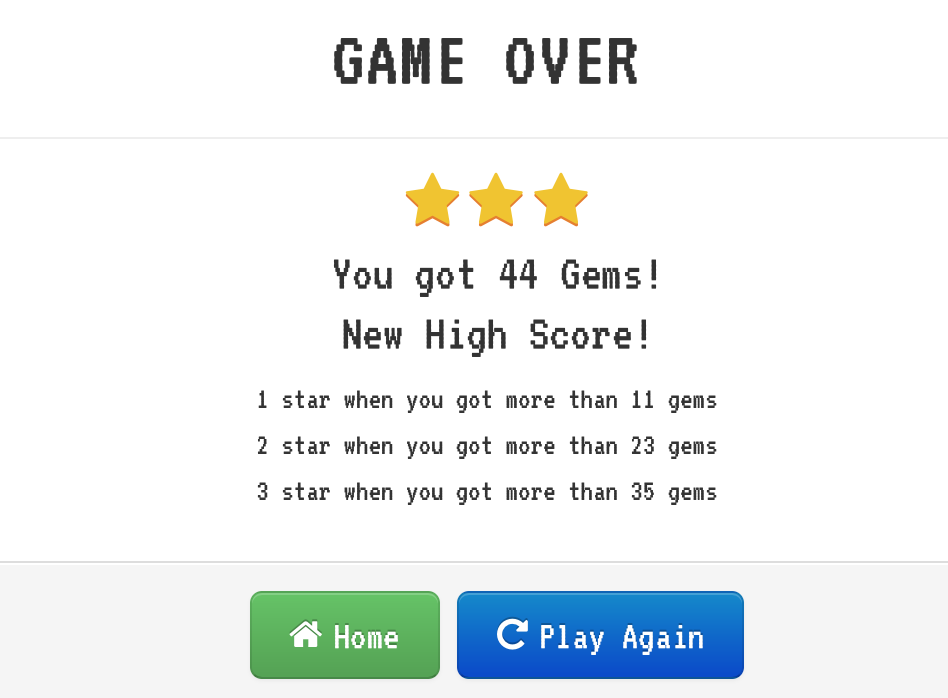 GAME OVER
You got 44 Gems!
New High Score!
1 star when you got more than 11 gems
2 star when you got more than 23 gems
3 star when you got more than 35 gems
Home
Play Again